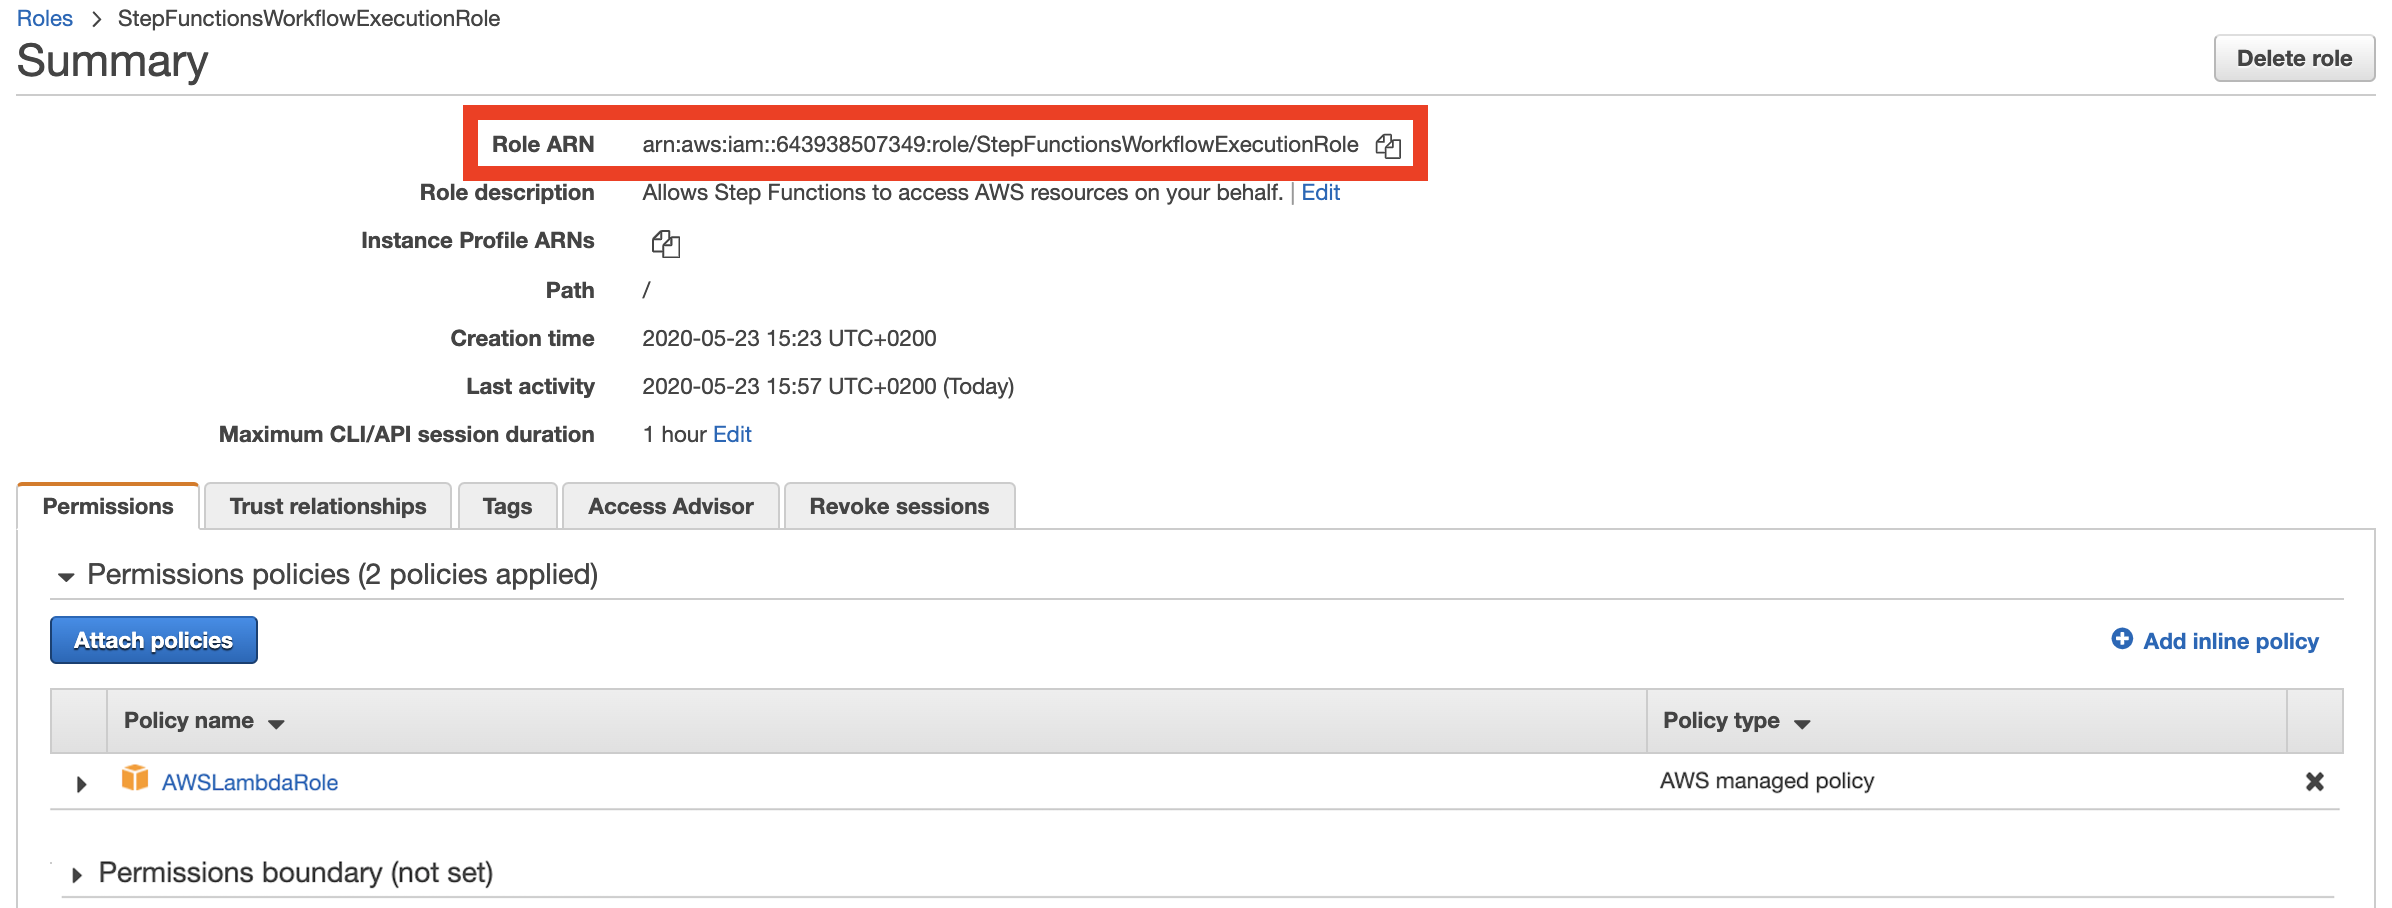 Roles > StepFunctionsWorkflowExecutionRole
Summary
Delete role
Role ARN arn:aws:iam::643938507349:role/StepFunctionsWorkflowExecutionRole
Role description Allows Step Functions to access AWS resources on your behalf. | Edit
Instance Profile ARNs
Path /
Creation time 2020-05-23 15:23 UTC+0200
Last activity 2020-05-23 15:57 UTC+0200 (Today)
Maximum CLI/API session duration 1 hour Edit
Permissions Trust relationships Tags Access Advisor Revoke sessions
Permissions policies (2 policies applied)
Attach policies Add inline policy
Policy name Policy type
AWSLambdaRole AWS managed policy
Permissions boundary (not set)